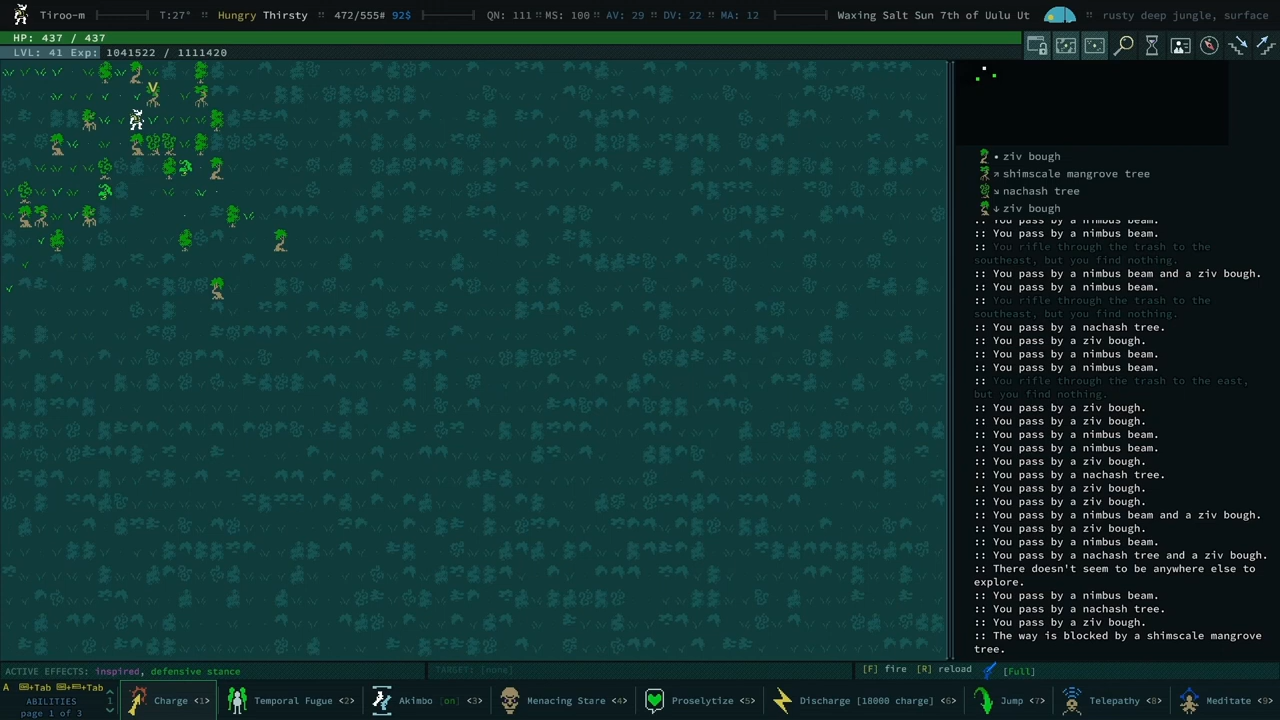 Tiroo-m T:27° :: Hungry Thirsty :: 472/555# 92$ QN: 111 :: MS: 100 :: AV: 29 :: DV: 22 :: MA: 12 Waxing Salt Sun 7th of Uulu Ut :: rusty deep jungle, surface
HP: 437 / 437
LVL: 41 Exp: 1041522 / 1111420
ziv bough
shimscale mangrove tree
nachash tree
ziv bough
:: You pass by a nimbus beam.
:: You pass by a nimbus beam.
:: You rifle through the trash to the
southeast, but you find nothing.
:: You pass by a nimbus beam and a ziv bough.
:: You pass by a nimbus beam.
:: You rifle through the trash to the
southeast, but you find nothing.
:: You pass by a nachash tree.
:: You pass by a ziv bough.
:: You pass by a nimbus beam.
:: You pass by a nimbus beam.
:: You rifle through the trash to the east,
but you find nothing.
:: You pass by a ziv bough.
:: You pass by a ziv bough.
:: You pass by a nimbus beam.
:: You pass by a nimbus beam.
:: You pass by a ziv bough.
:: You pass by a nachash tree.
:: You pass by a ziv bough.
:: You pass by a ziv bough.
:: You pass by a nimbus beam and a ziv bough.
:: You pass by a ziv bough.
:: You pass by a nimbus beam.
:: You pass by a nachash tree and a ziv bough.
:: There doesn't seem to be anywhere else to
explore.
:: You pass by a nimbus beam.
:: You pass by a nachash tree.
:: You pass by a ziv bough.
:: The way is blocked by a shimscale mangrove
tree.
ACTIVE EFFECTS: inspired, defensive stance
TARGET: [none]
[F] fire [R] reload [Full]
A +Tab +Tab
ABILITIES 1
page 1 of 3
Charge <1> Temporal Fugue <2> Akimbo [on] <3> Menacing Stare <4> Proselytize <5> Discharge [18000 charge] <6> Jump <7> Telepathy <8> Meditate <9>